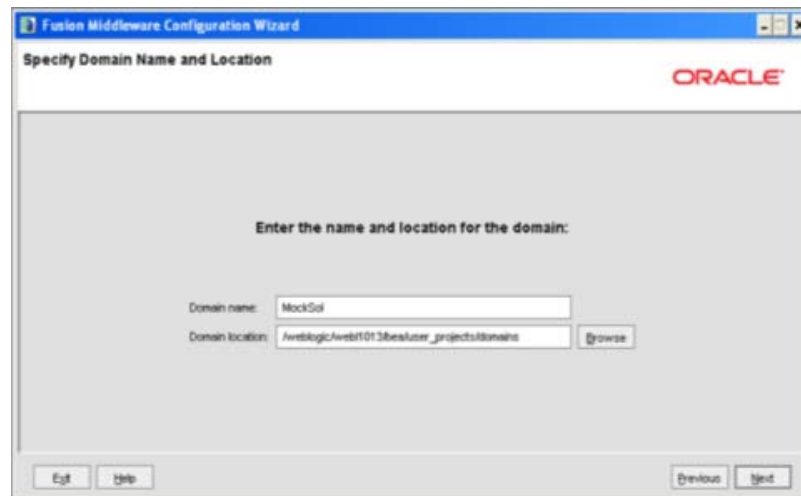 Fusion Middleware Configuration Wizard
Specify Domain Name and Location
ORACLE
Enter the name and location for the domain:
Domain name: MockSol
Domain location: /weblogic/webl1013/bea/user_projects/domains Browse
Exit Help Previous Next